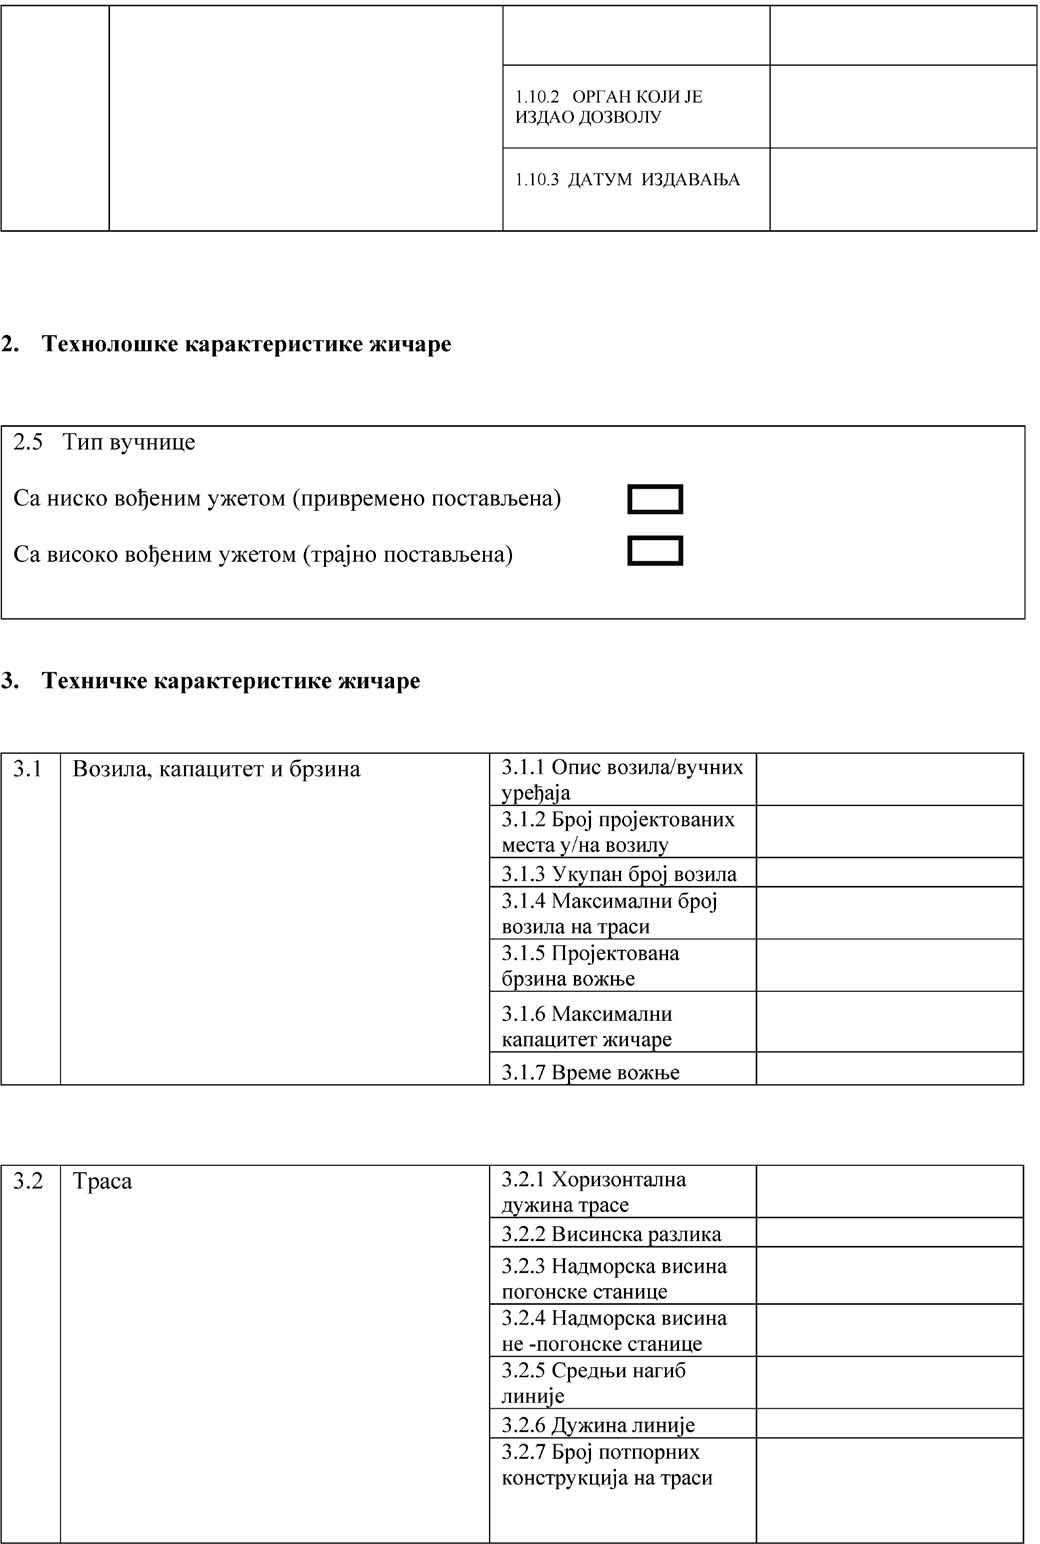 1.10.2 ОРГАН КОЈИ ЈЕ
ИЗДАО ДОЗВОЛУ
1.10.3 ДАТУМ ИЗДАВАЊА
2. Технолошке карактеристике жичаре
2.5 Тип вучнице
Са ниско вођеним ужетом (привремено постављена)
Са високо вођеним ужетом (трајно постављена)
3. Техничке карактеристике жичаре
3.1 Возила, капацитет и брзина
3.1.1 Опис возила/вучних
уређаја
3.1.2 Број пројектованих
места у/на возилу
3.1.3 Укупан број возила
3.1.4 Максимални број
возила на траси
3.1.5 Пројектована
брзина вожње
3.1.6 Максимални
капацитет жичаре
3.1.7 Време вожње
3.2 Траса
3.2.1 Хоризонтална
дужина трасе
3.2.2 Висинска разлика
3.2.3 Надморска висина
погонске станице
3.2.4 Надморска висина
не -погонске станице
3.2.5 Средњи нагиб
линије
3.2.6 Дужина линије
3.2.7 Број потпорних
конструкција на траси